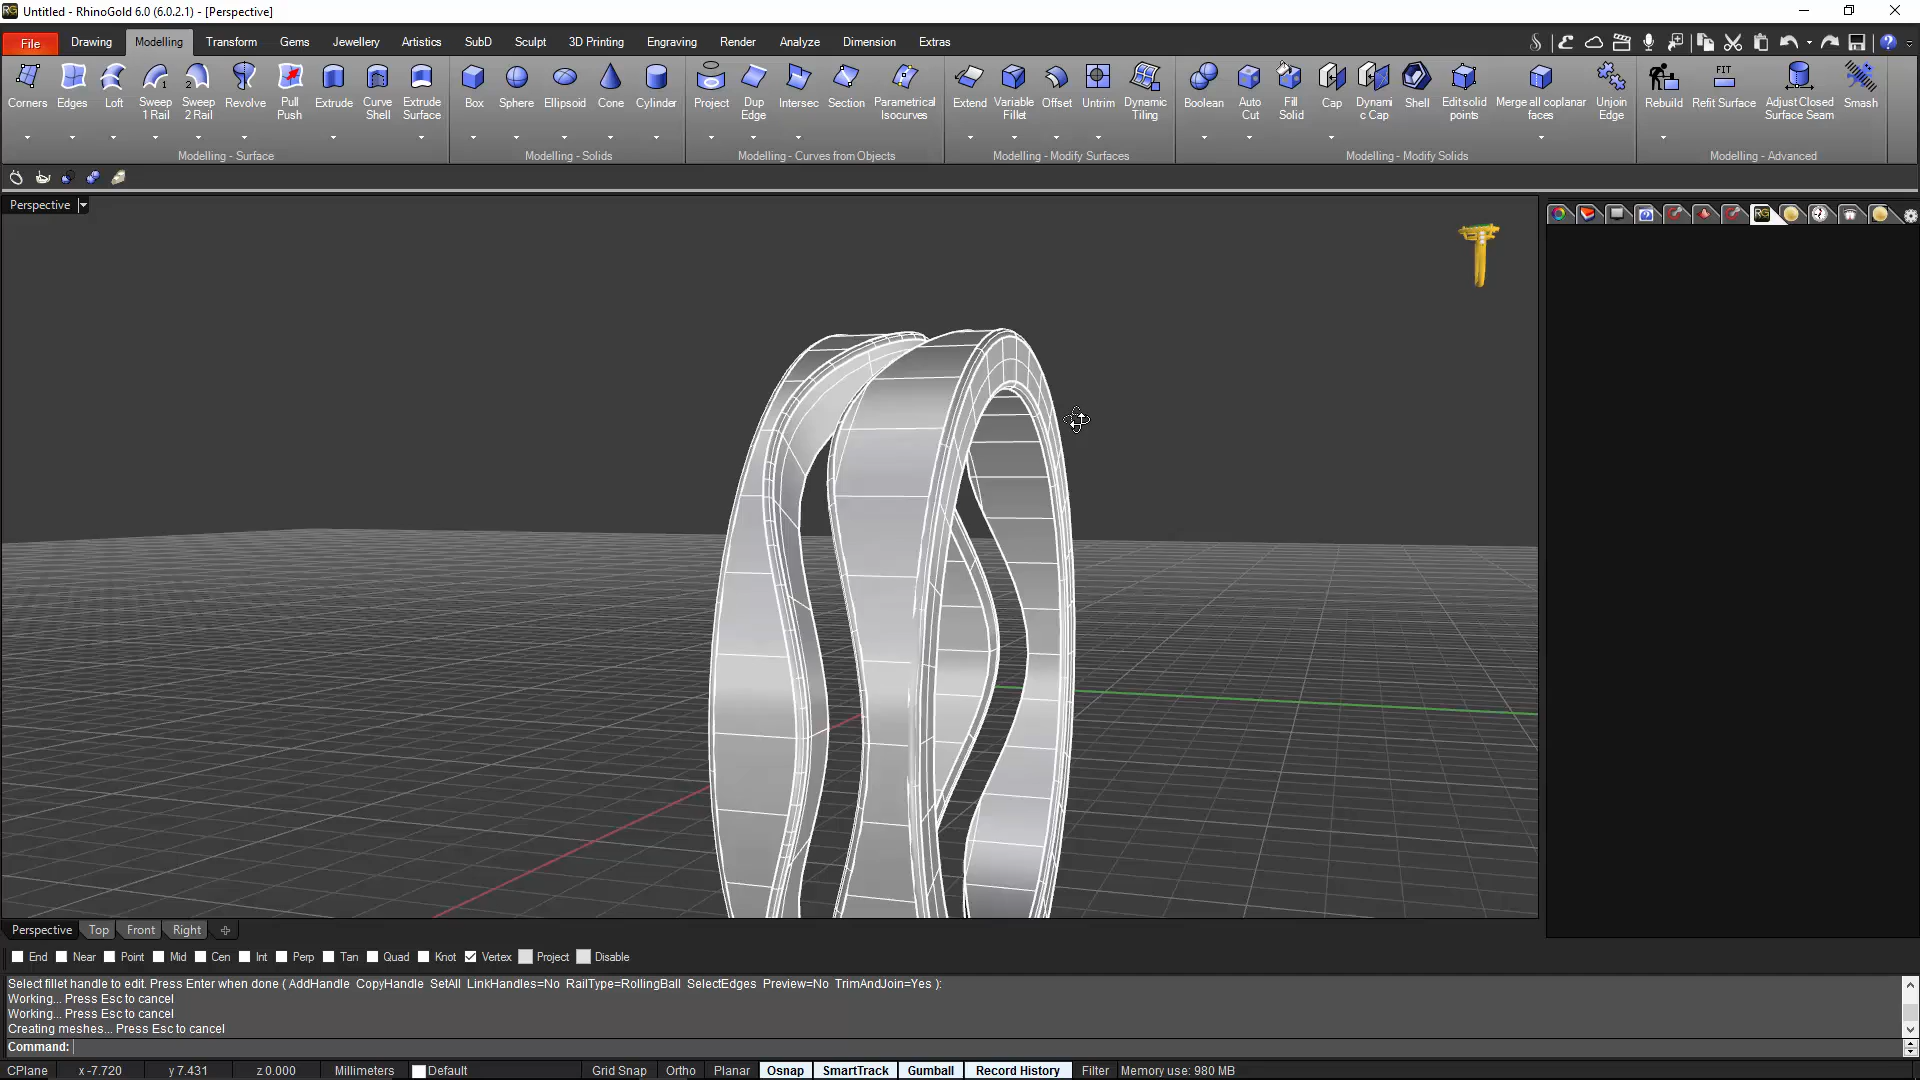 Untitled - RhinoGold 6.0 (6.0.2.1) - [Perspective]
File Drawing Modelling Transform Gems Jewellery Artistics SubD Sculpt 3D Printing Engraving Render Analyze Dimension Extras
Corners Edges Loft Sweep 1 Rail Sweep 2 Rail Revolve Pull Push Extrude Curve Shell Extrude Surface
Box Sphere Ellipsoid Cone Cylinder
Project Dup Edge Intersec Section Parametrical Isocurves
Extend Variable Fillet Offset Untrim Dynamic Tiling
Boolean Auto Cut Fill Solid Cap Dynami c Cap Shell Edit solid points Merge all coplanar faces Unjoin Edge
Rebuild Refit Surface Adjust Closed Surface Seam Smash
Modelling - Surface Modelling - Solids Modelling - Curves from Objects Modelling - Modify Surfaces Modelling - Modify Solids Modelling - Advanced
Perspective
Perspective Top Front Right
End Near Point Mid Cen Int Perp Tan Quad Knot Vertex Project Disable
Select fillet handle to edit. Press Enter when done ( AddHandle CopyHandle SetAll LinkHandles=No RailType=RollingBall SelectEdges Preview=No TrimAndJoin=Yes ):
Working... Press Esc to cancel
Working... Press Esc to cancel
Creating meshes... Press Esc to cancel
Command:
CPlane x -7.720 y 7.431 z 0.000 Millimeters Default Grid Snap Ortho Planar Osnap SmartTrack Gumball Record History Filter Memory use: 980 MB